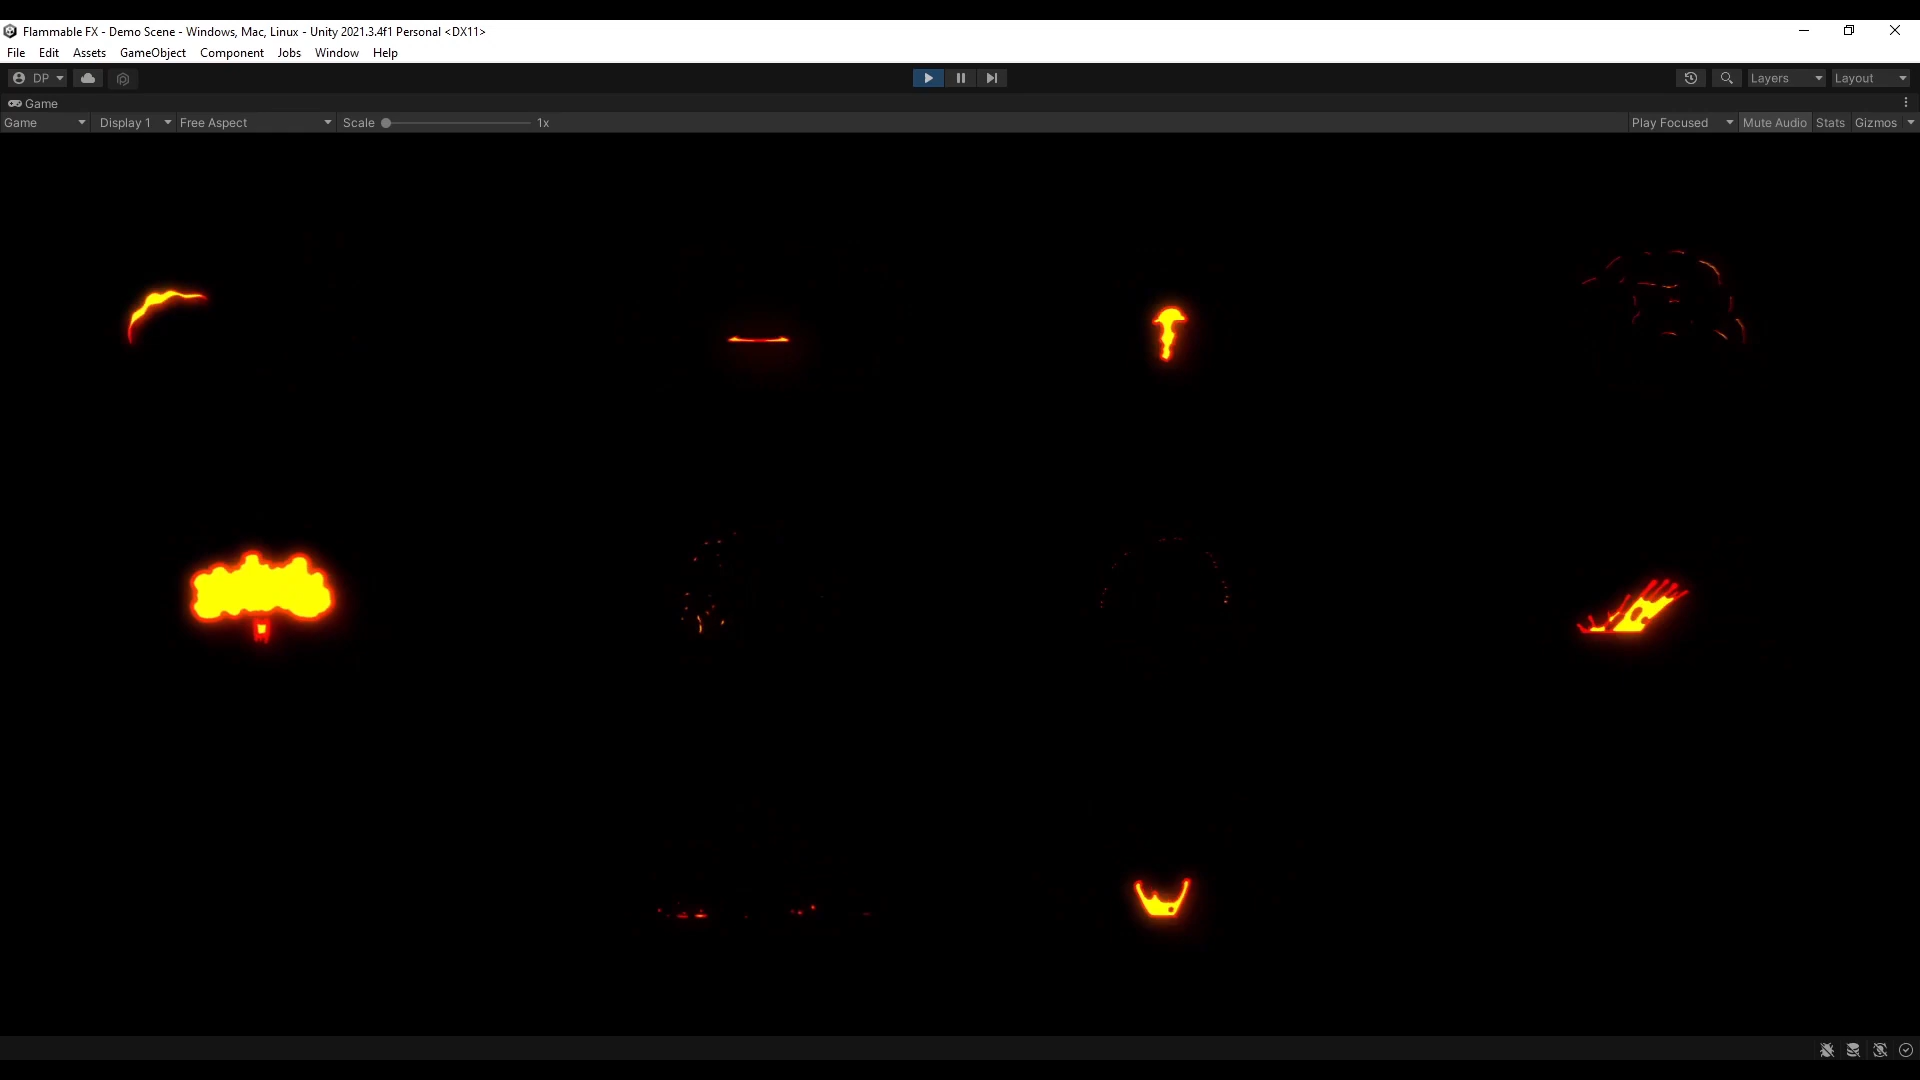 Flammable FX - Demo Scene - Windows, Mac, Linux - Unity 2021.3.4f1 Personal <DX11>
File Edit Assets GameObject Component Jobs Window Help
DP Layers Layout
Game
Game Display 1 Free Aspect Scale 1x Play Focused Mute Audio Stats Gizmos